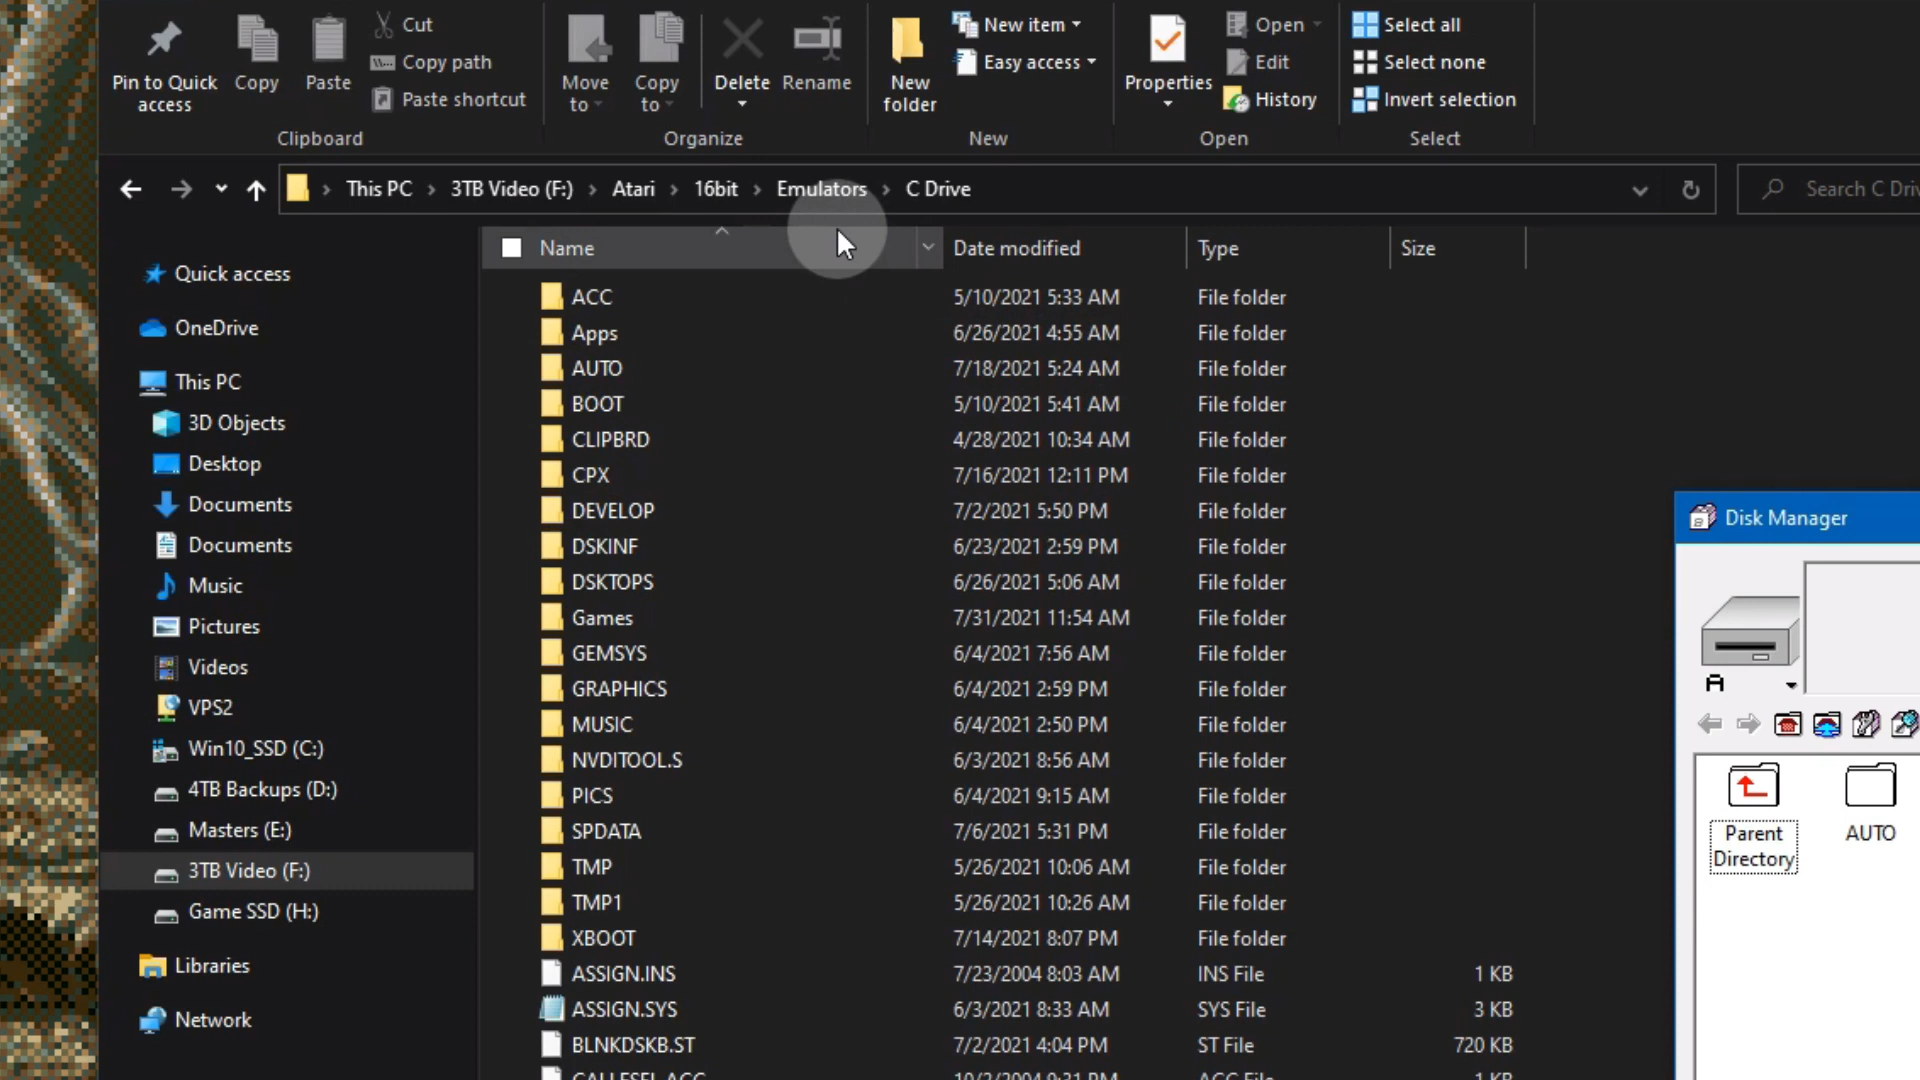 Pin to Quick access
Copy
Paste
Cut
Copy path
Paste shortcut
Clipboard
Move to
Copy to
Delete
Rename
Organize
New folder
New item
Easy access
New
Properties
Open
Edit
History
Open
Select all
Select none
Invert selection
Select
This PC > 3TB Video (F:) > Atari > 16bit > Emulators > C Drive
Search C Driv
Name Date modified Type Size
Quick access
OneDrive
This PC
3D Objects
Desktop
Documents
Documents
Music
Pictures
Videos
VPS2
Win10_SSD (C:)
4TB Backups (D:)
Masters (E:)
3TB Video (F:)
Game SSD (H:)
Libraries
Network
ACC 5/10/2021 5:33 AM File folder
Apps 6/26/2021 4:55 AM File folder
AUTO 7/18/2021 5:24 AM File folder
BOOT 5/10/2021 5:41 AM File folder
CLIPBRD 4/28/2021 10:34 AM File folder
CPX 7/16/2021 12:11 PM File folder
DEVELOP 7/2/2021 5:50 PM File folder
DSKINF 6/23/2021 2:59 PM File folder
DSKTOPS 6/26/2021 5:06 AM File folder
Games 7/31/2021 11:54 AM File folder
GEMSYS 6/4/2021 7:56 AM File folder
GRAPHICS 6/4/2021 2:59 PM File folder
MUSIC 6/4/2021 2:50 PM File folder
NVDITOOL.S 6/3/2021 8:56 AM File folder
PICS 6/4/2021 9:15 AM File folder
SPDATA 7/6/2021 5:31 PM File folder
TMP 5/26/2021 10:06 AM File folder
TMP1 5/26/2021 10:26 AM File folder
XBOOT 7/14/2021 8:07 PM File folder
ASSIGN.INS 7/23/2004 8:03 AM INS File 1 KB
ASSIGN.SYS 6/3/2021 8:33 AM SYS File 3 KB
BLNKDSKB.ST 7/2/2021 4:04 PM ST File 720 KB
Disk Manager
A
Parent Directory
AUTO